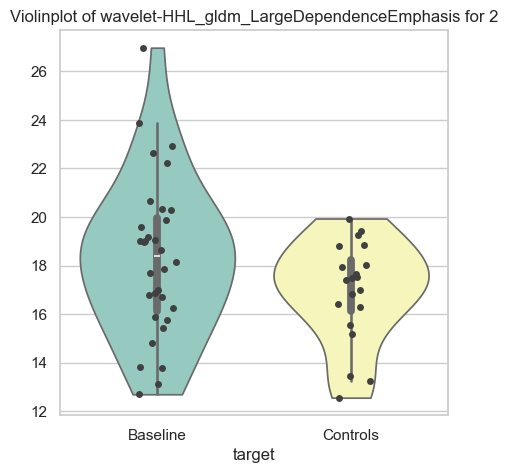 Violinplot of wavelet-HHL_gldm_LargeDependenceEmphasis for 2
26
24
22
20
18
16
14
12
Baseline Controls
target